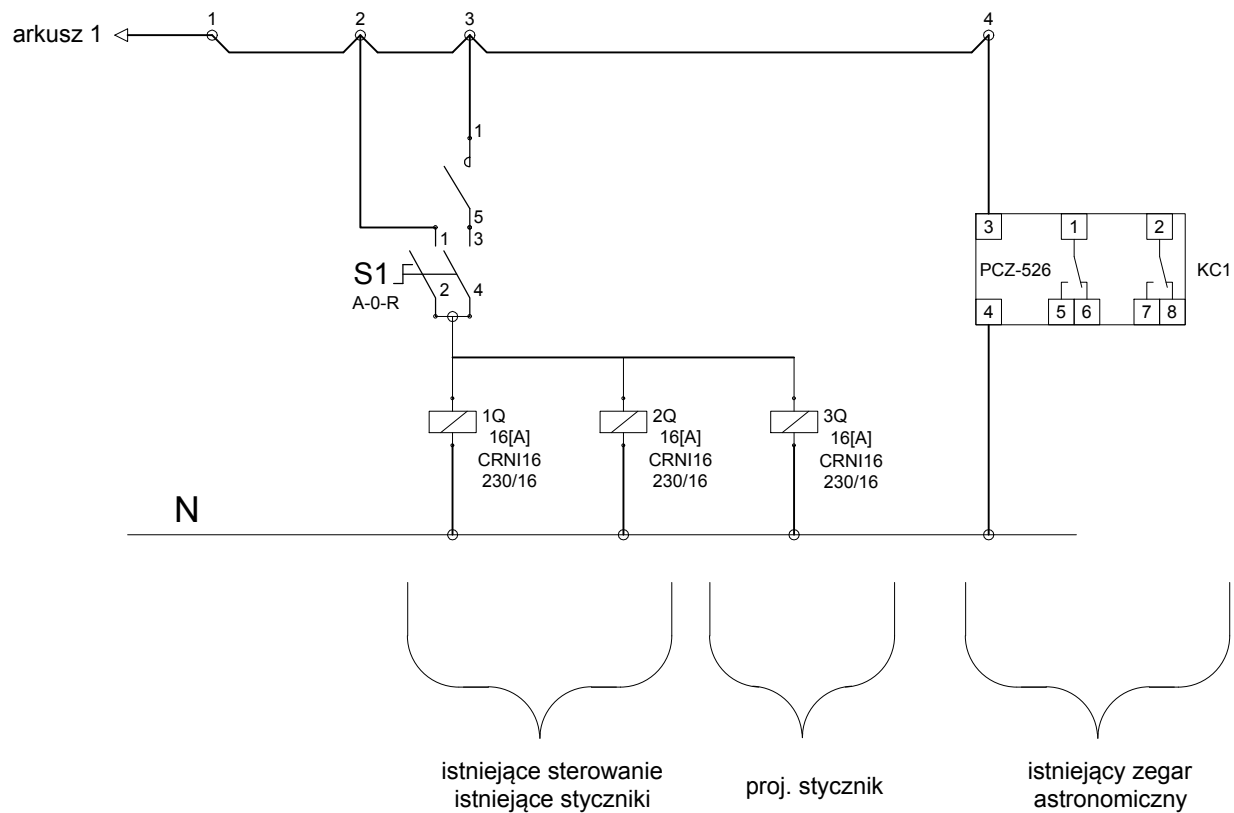 arkusz 1
1
2
3
4
1
5
1
3
S1
A-0-R
2
4
3
1
2
PCZ-526
KC1
4
5
6
7
8
1Q
16[A]
CRNI16
230/16
2Q
16[A]
CRNI16
230/16
3Q
16[A]
CRNI16
230/16
N
istniejące sterowanie
istniejące styczniki
proj. stycznik
istniejący zegar
astronomiczny